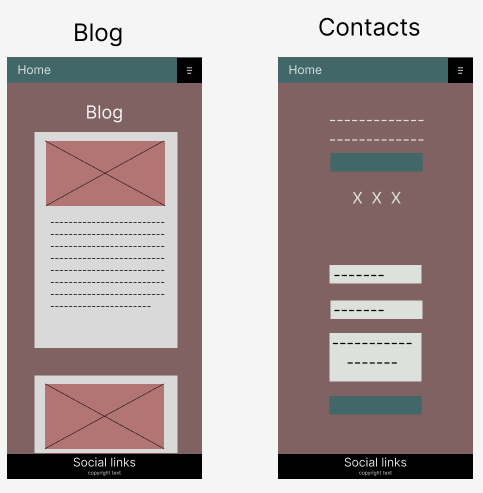 Blog
Home
Blog
Social links
copyright text
Contacts
Home
X X X
Social links
copyright text